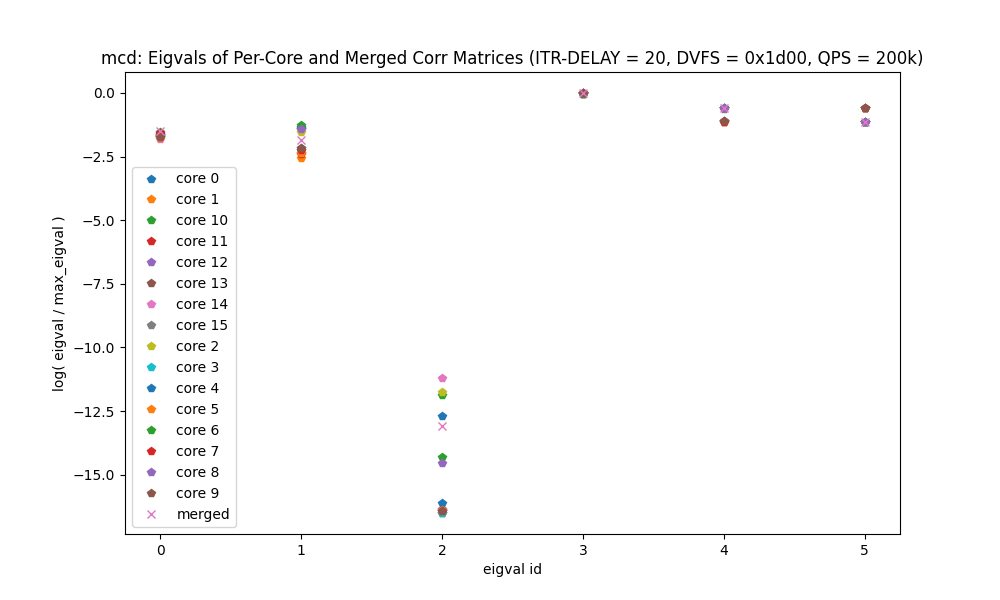 mcd: Eigvals of Per-Core and Merged Corr Matrices (ITR-DELAY = 20, DVFS = 0x1d00, QPS = 200k)
log( eigval / max_eigval )
0.0
−2.5
−5.0
−7.5
−10.0
−12.5
−15.0
core 0
core 1
core 10
core 11
core 12
core 13
core 14
core 15
core 2
core 3
core 4
core 5
core 6
core 7
core 8
core 9
merged
0 1 2 3 4 5
eigval id